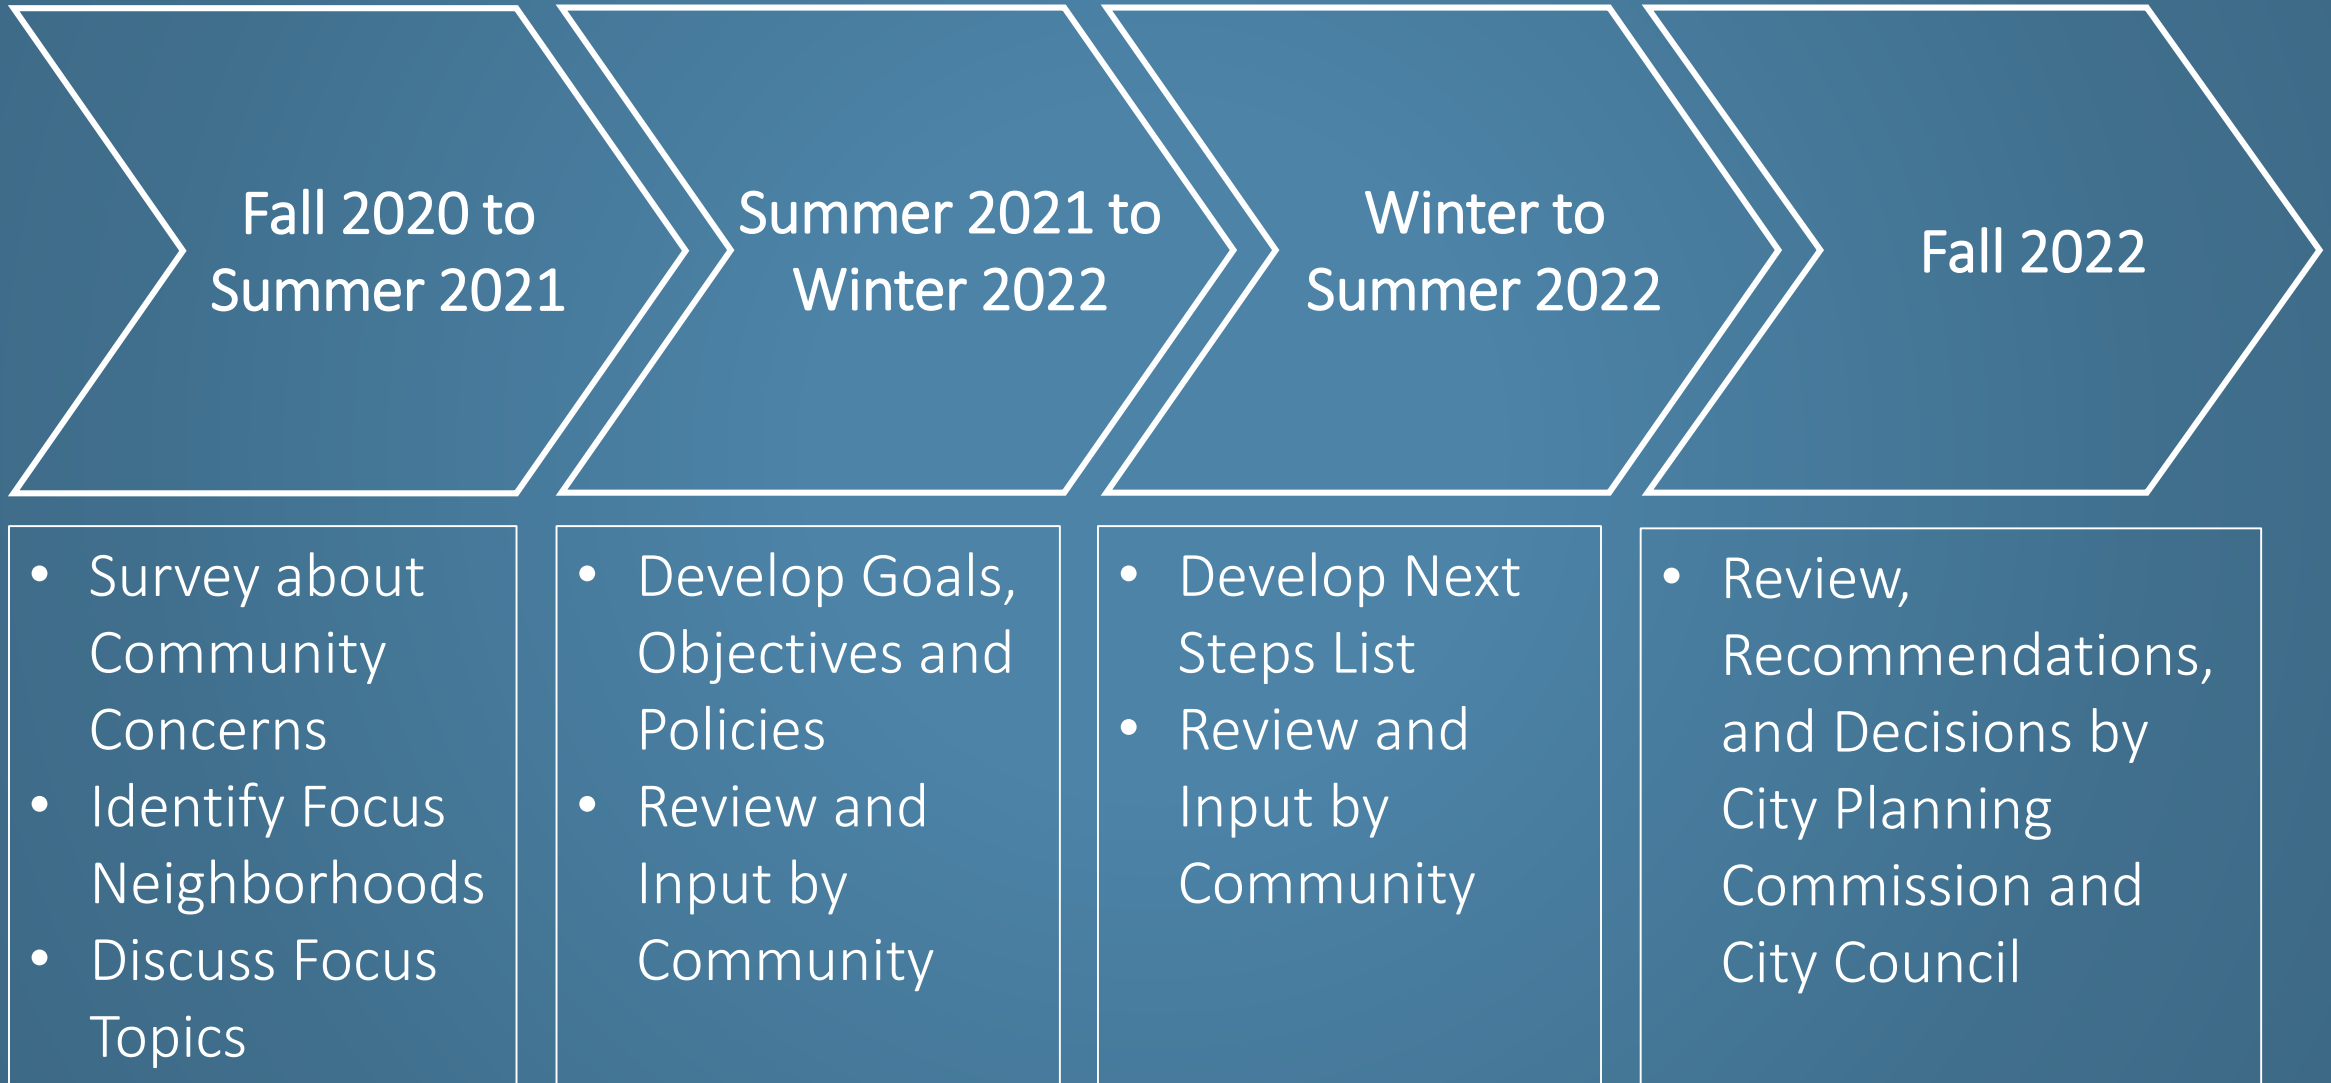 Fall 2020 to
Summer 2021
Summer 2021 to
Winter 2022
Winter to
Summer 2022
Fall 2022
• Survey about
Community
Concerns
• Identify Focus
Neighborhoods
• Discuss Focus
Topics
• Develop Goals,
Objectives and
Policies
• Review and
Input by
Community
• Develop Next
Steps List
• Review and
Input by
Community
• Review,
Recommendations,
and Decisions by
City Planning
Commission and
City Council